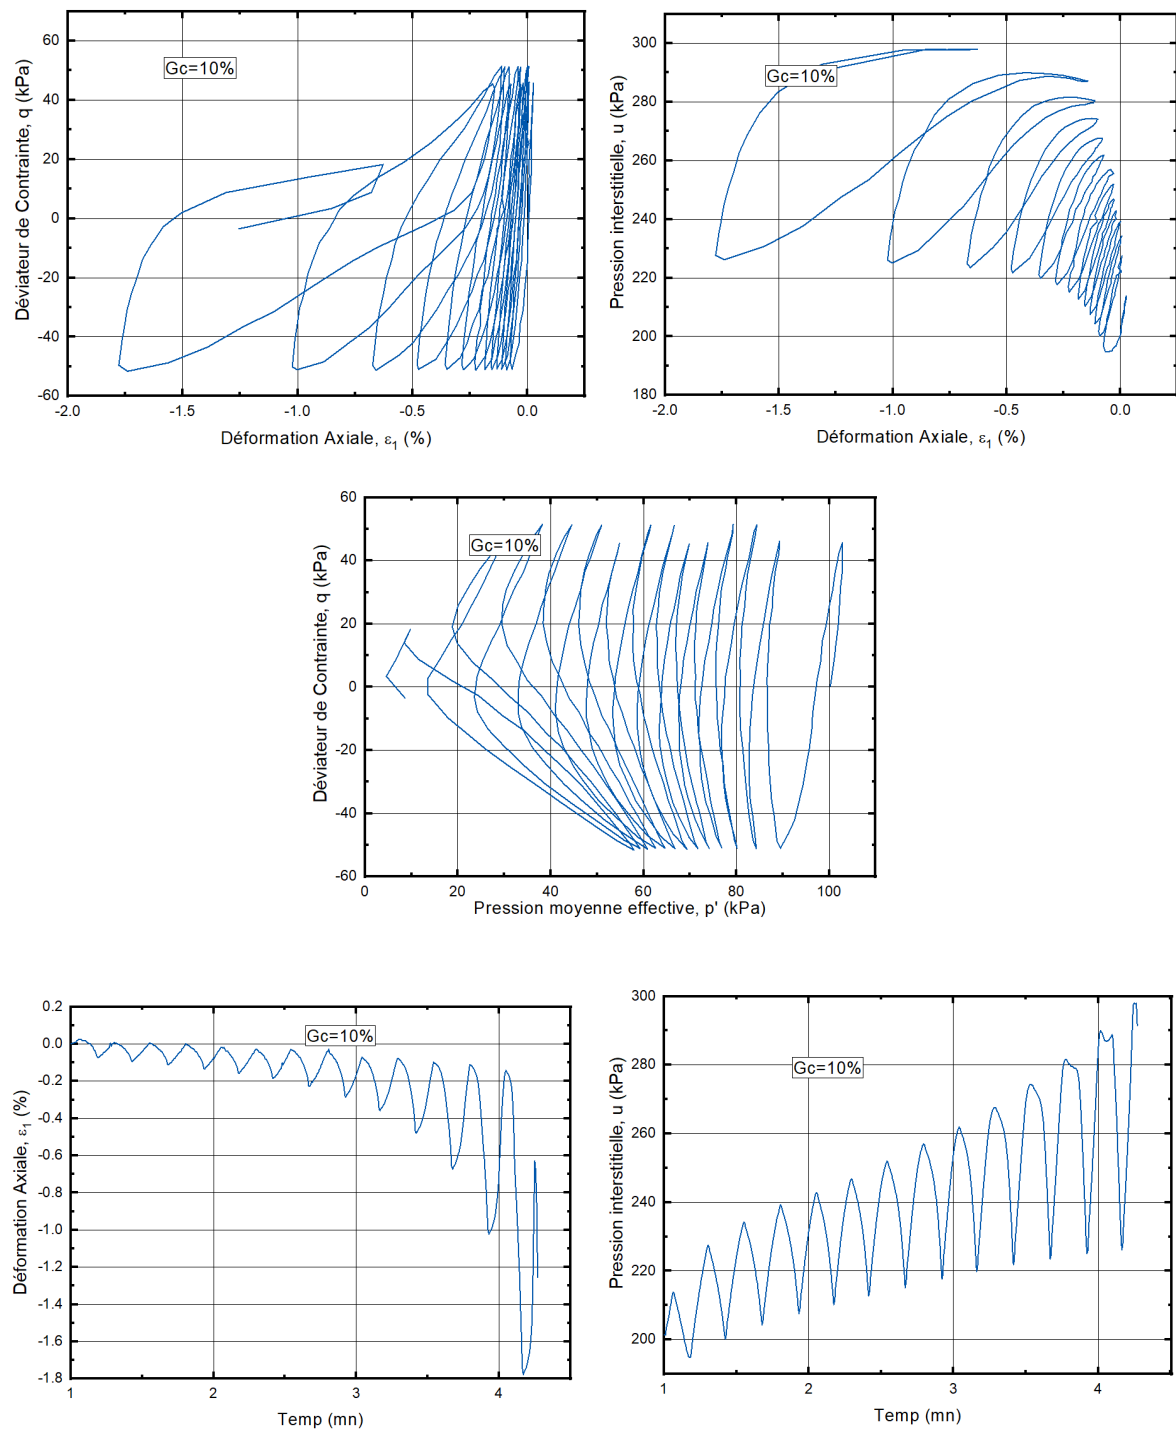 60
40
20
0
-20
-40
-60
Déviateur de Contrainte, q (kPa)
Gc=10%
-2.0 -1.5 -1.0 -0.5 0.0
Déformation Axiale, ε1 (%)
300
280
260
240
220
200
180
Pression interstitielle, u (kPa)
Gc=10%
-2.0 -1.5 -1.0 -0.5 0.0
Déformation Axiale, ε1 (%)
60
40
20
0
-20
-40
-60
Déviateur de Contrainte, q (kPa)
Gc=10%
0 20 40 60 80 100
Pression moyenne effective, p' (kPa)
0.2
0.0
-0.2
-0.4
-0.6
-0.8
-1.0
-1.2
-1.4
-1.6
-1.8
Déformation Axiale, ε1 (%)
Gc=10%
1 2 3 4
Temp (mn)
300
280
260
240
220
200
Pression interstitielle, u (kPa)
Gc=10%
1 2 3 4
Temp (mn)